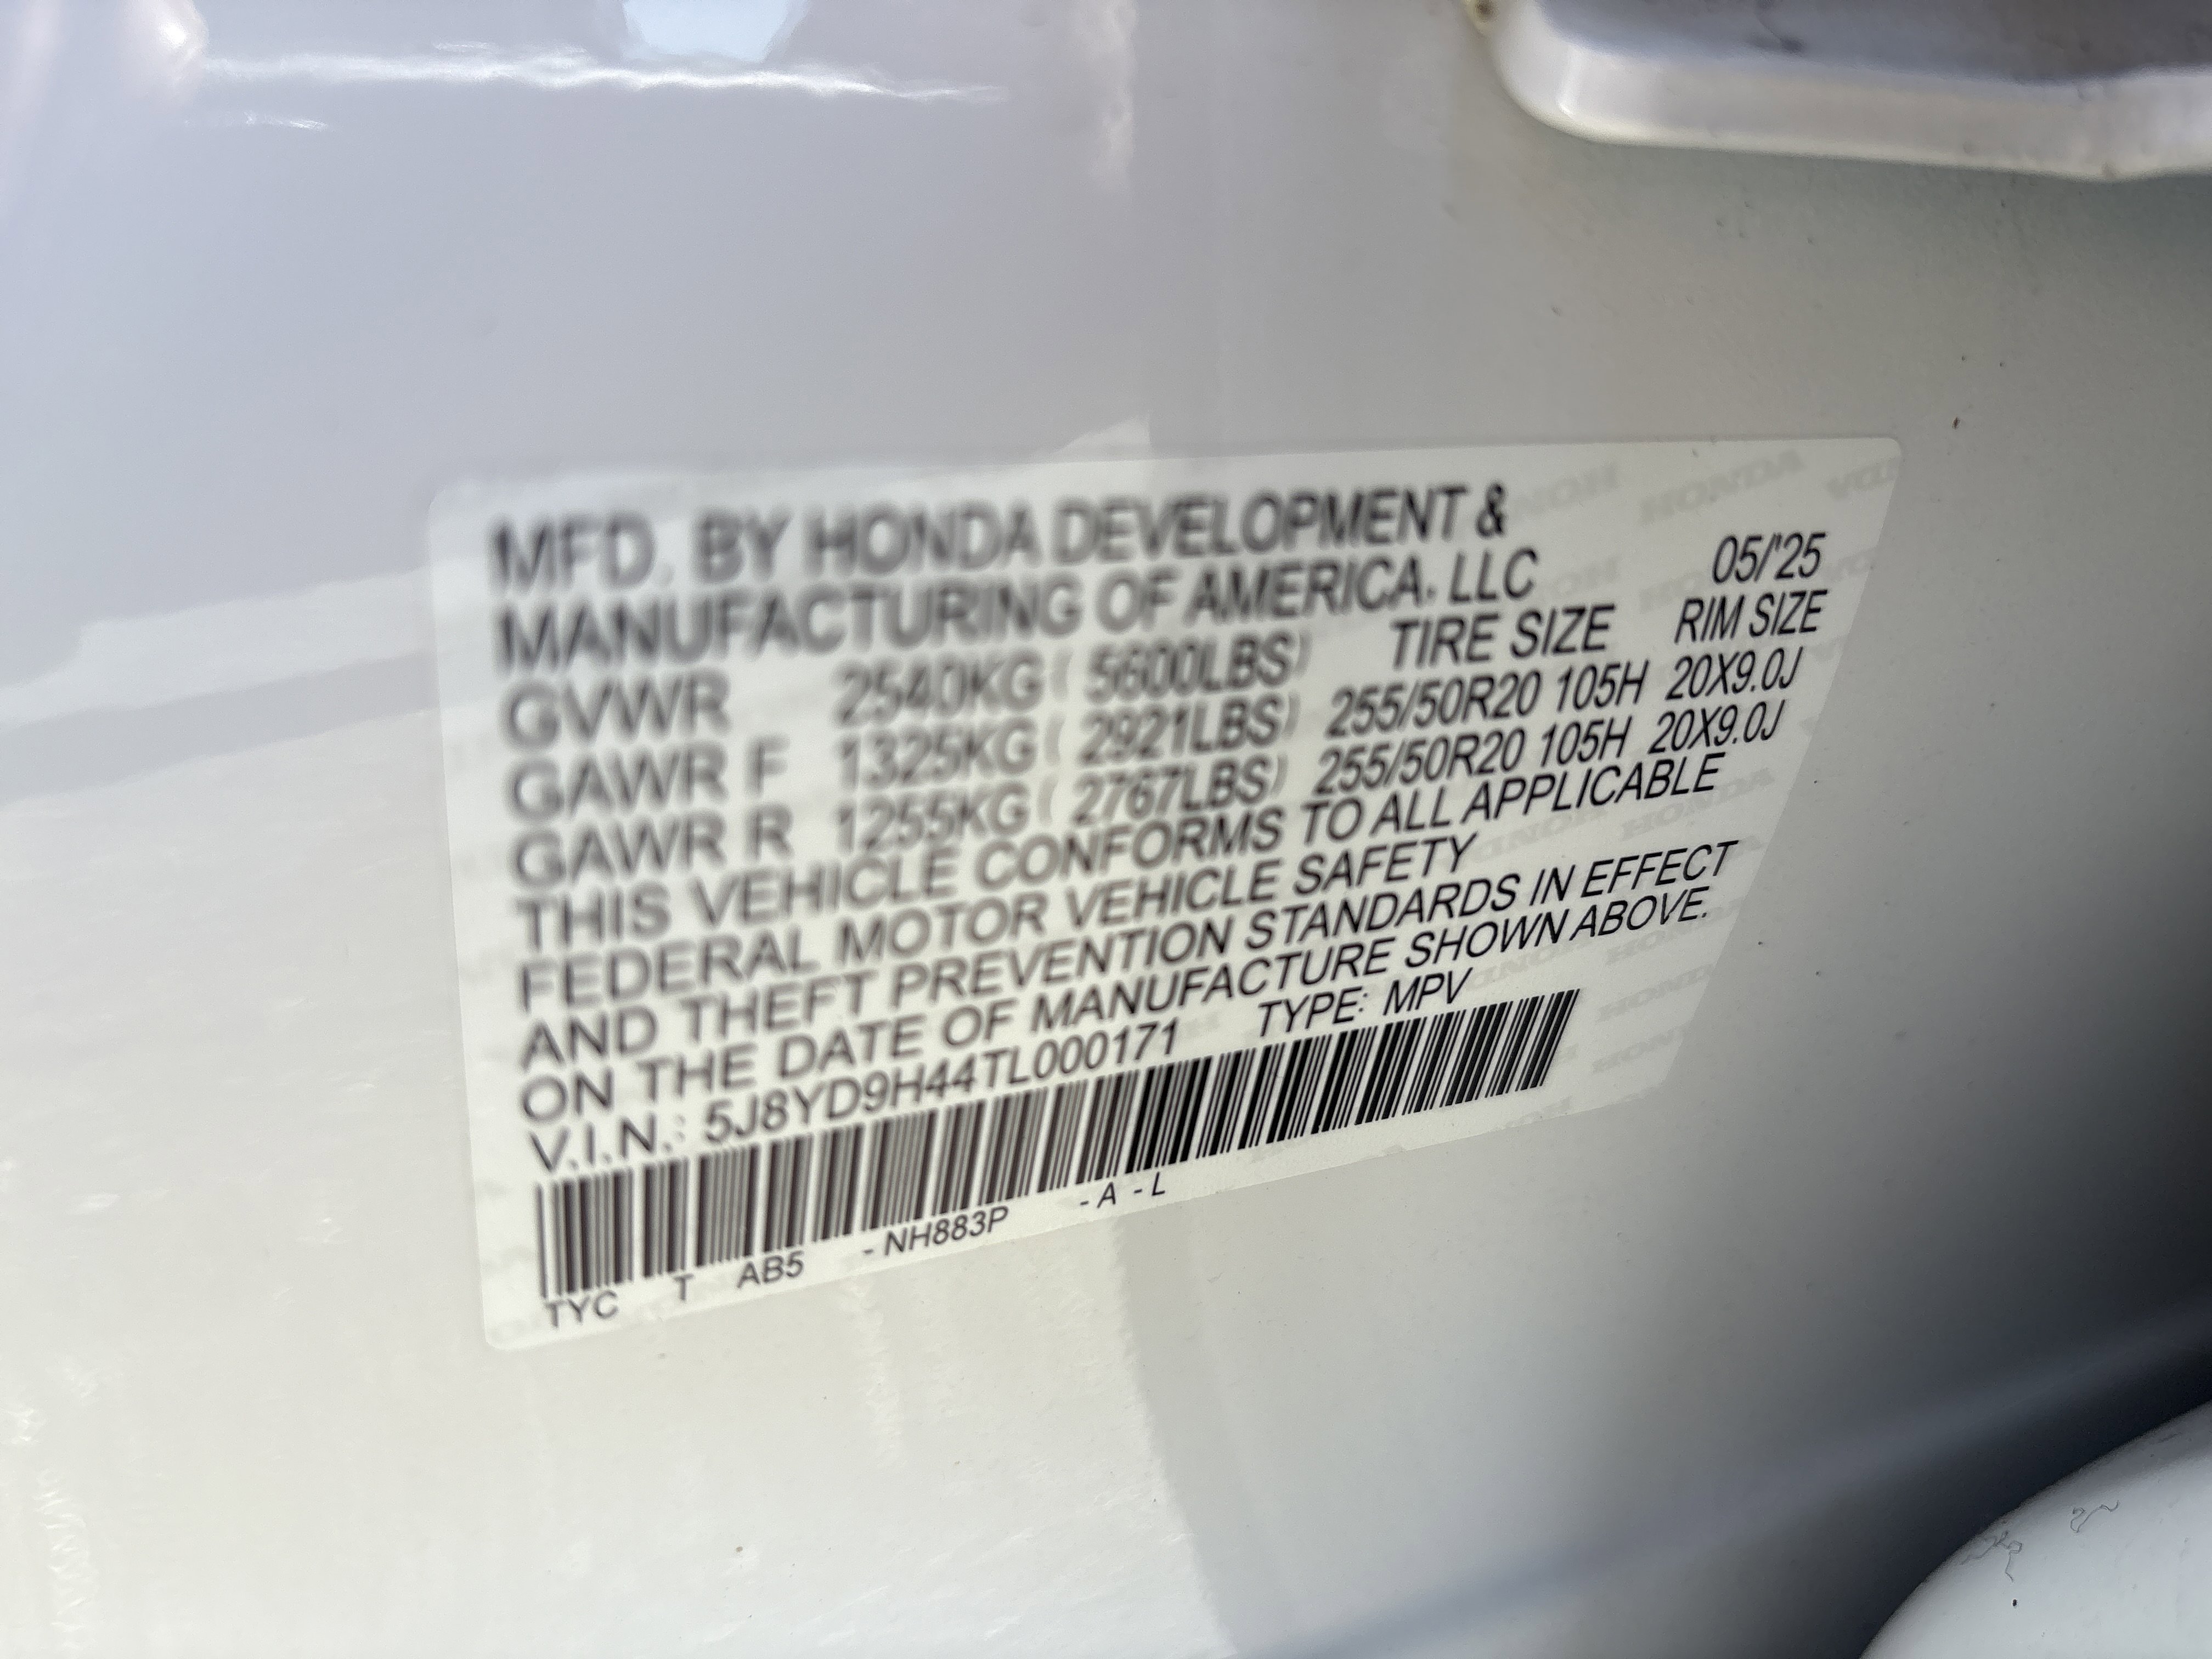 MFD. BY HONDA DEVELOPMENT &
MANUFACTURING OF AMERICA, LLC 05/'25
GVWR 2540KG ( 5600LBS) TIRE SIZE RIM SIZE
GAWR F 1325KG ( 2921LBS) 255/50R20 105H 20X9.0J
GAWR R 1255KG ( 2767LBS) 255/50R20 105H 20X9.0J
THIS VEHICLE CONFORMS TO ALL APPLICABLE
FEDERAL MOTOR VEHICLE SAFETY
AND THEFT PREVENTION STANDARDS IN EFFECT
ON THE DATE OF MANUFACTURE SHOWN ABOVE.
V.I.N.: 5J8YD9H44TL000171 TYPE: MPV
TYC T AB5 - NH883P - A - L